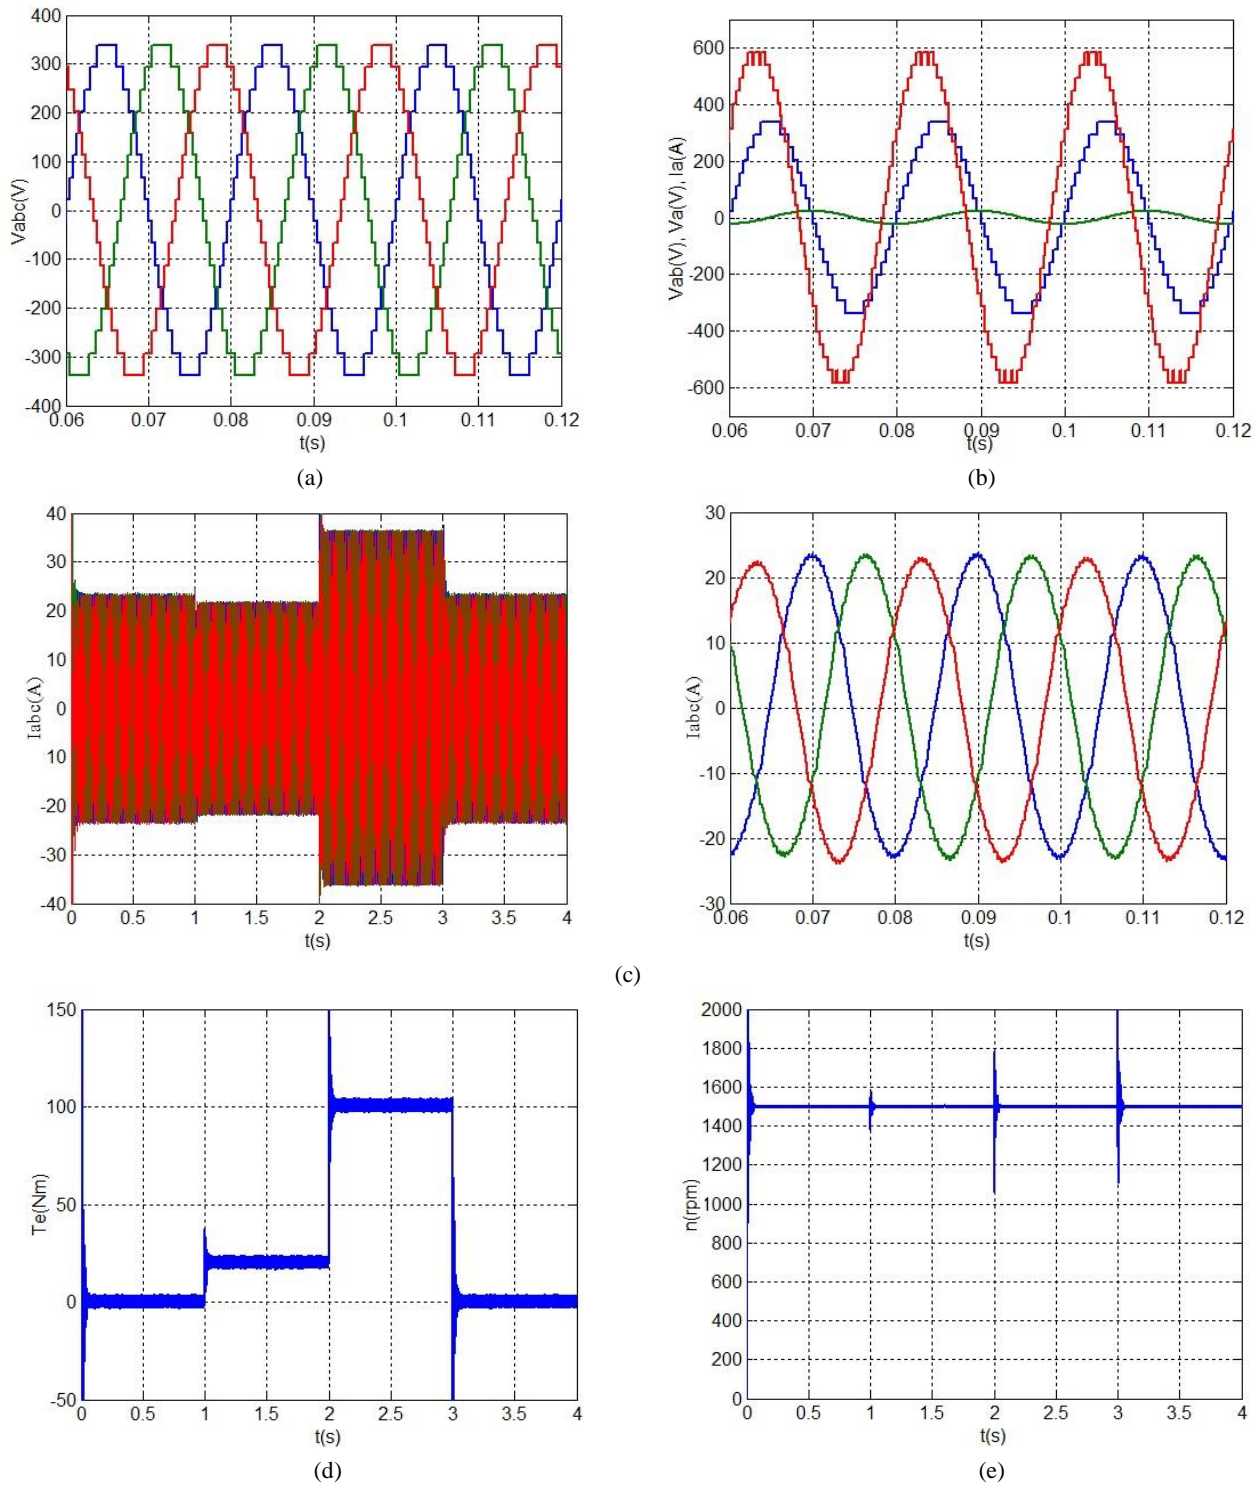 400
300
200
100
0
-100
-200
-300
-400
Vabc(V)
0.06 0.07 0.08 0.09 0.1 0.11 0.12
t(s)
(a)
600
400
200
0
-200
-400
-600
Vab(V), Va(V), Ia(A)
0.06 0.07 0.08 0.09 0.1 0.11 0.12
t(s)
(b)
40
30
20
10
0
10
-20
-30
-40
Iabc(A)
0 0.5 1 1.5 2 2.5 3 3.5 4
t(s)
30
20
10
0
-10
-20
-30
Iabc(A)
0.06 0.07 0.08 0.09 0.1 0.11 0.12
t(s)
(c)
150
100
50
0
-50
Te(Nm)
0 0.5 1 1.5 2 2.5 3 3.5 4
t(s)
(d)
2000
1800
1600
1400
1200
1000
800
600
400
200
0
n(rpm)
0 0.5 1 1.5 2 2.5 3 3.5 4
t(s)
(e)